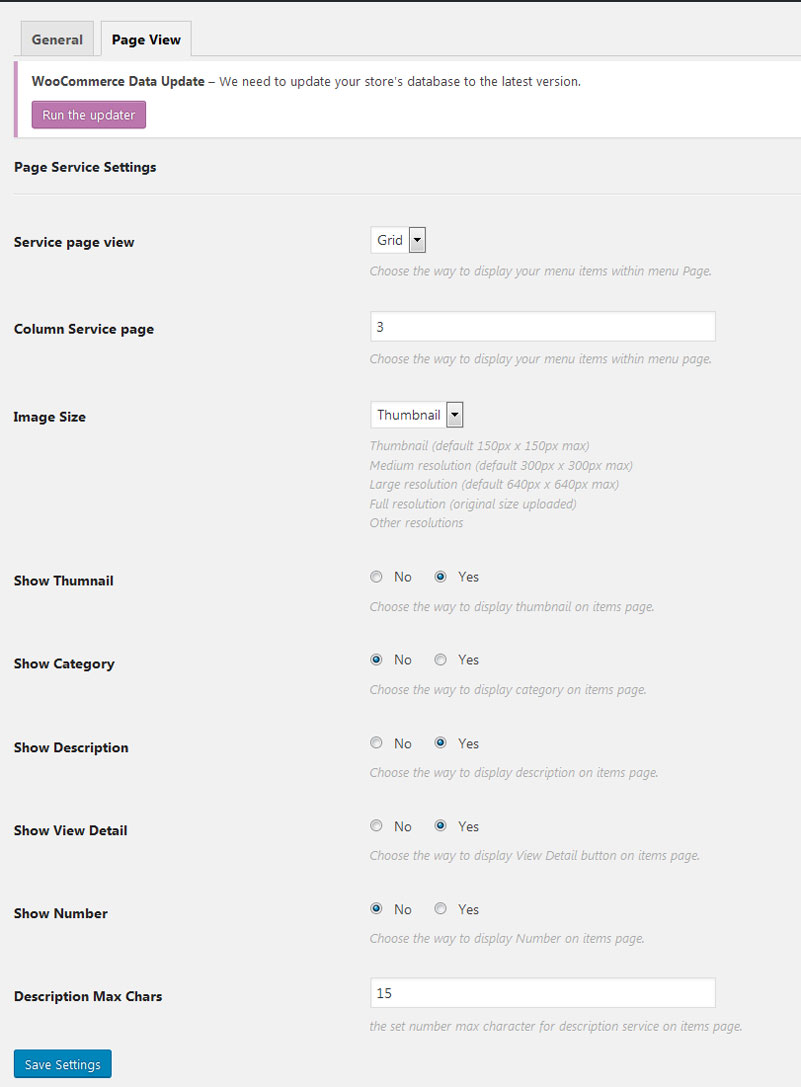 General Page View
WooCommerce Data Update – We need to update your store's database to the latest version.
Run the updater
Page Service Settings
Service page view Grid
Choose the way to display your menu items within menu Page.
Column Service page 3
Choose the way to display your menu items within menu page.
Image Size Thumbnail
Thumbnail (default 150px x 150px max)
Medium resolution (default 300px x 300px max)
Large resolution (default 640px x 640px max)
Full resolution (original size uploaded)
Other resolutions
Show Thumnail No Yes
Choose the way to display thumbnail on items page.
Show Category No Yes
Choose the way to display category on items page.
Show Description No Yes
Choose the way to display description on items page.
Show View Detail No Yes
Choose the way to display View Detail button on items page.
Show Number No Yes
Choose the way to display Number on items page.
Description Max Chars 15
the set number max character for description service on items page.
Save Settings